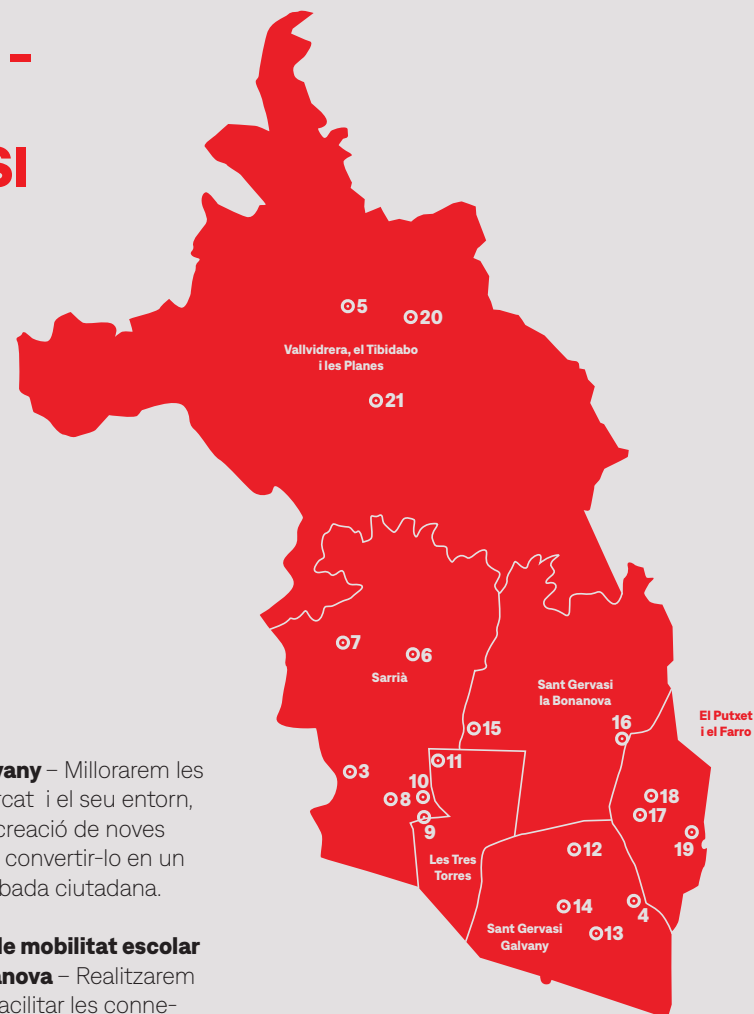 –
SI
5
20
Vallvidrera, el Tibidabo
i les Planes
21
7
6
Sarrià
Sant Gervasi
la Bonanova
El Putxet
i el Farro
15
16
11
3
10
8
9
18
17
19
Les Tres
Torres
12
14
4
Sant Gervasi
Galvany
13
vany – Millorarem les
rcat i el seu entorn,
creació de noves
convertir-lo en un
bada ciutadana.
de mobilitat escolar
nanova – Realitzarem
facilitar les conne-